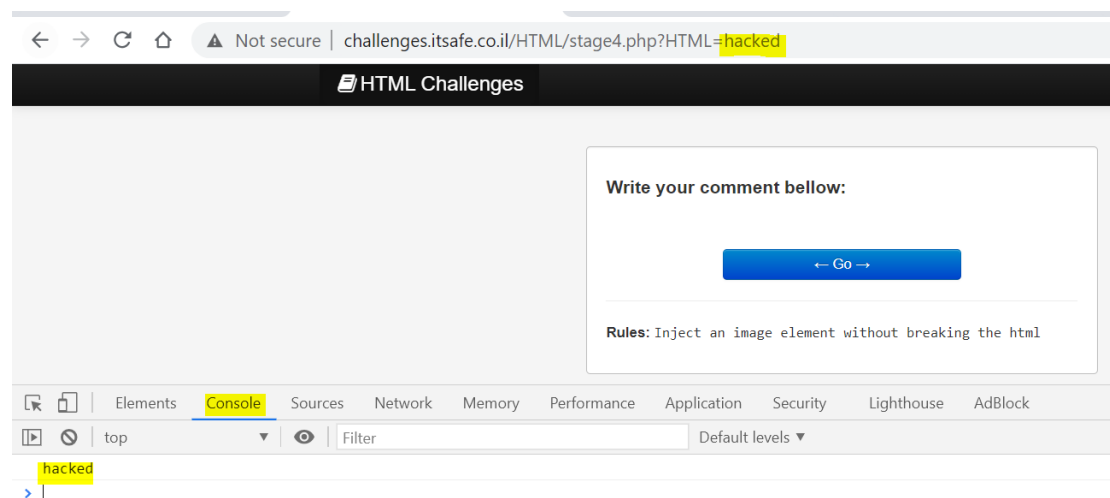 Not secure | challenges.itsafe.co.il/HTML/stage4.php?HTML=hacked
HTML Challenges
Write your comment bellow:
← Go →
Rules: Inject an image element without breaking the html
Elements Console Sources Network Memory Performance Application Security Lighthouse AdBlock
top ▼ Filter Default levels ▼
hacked
>